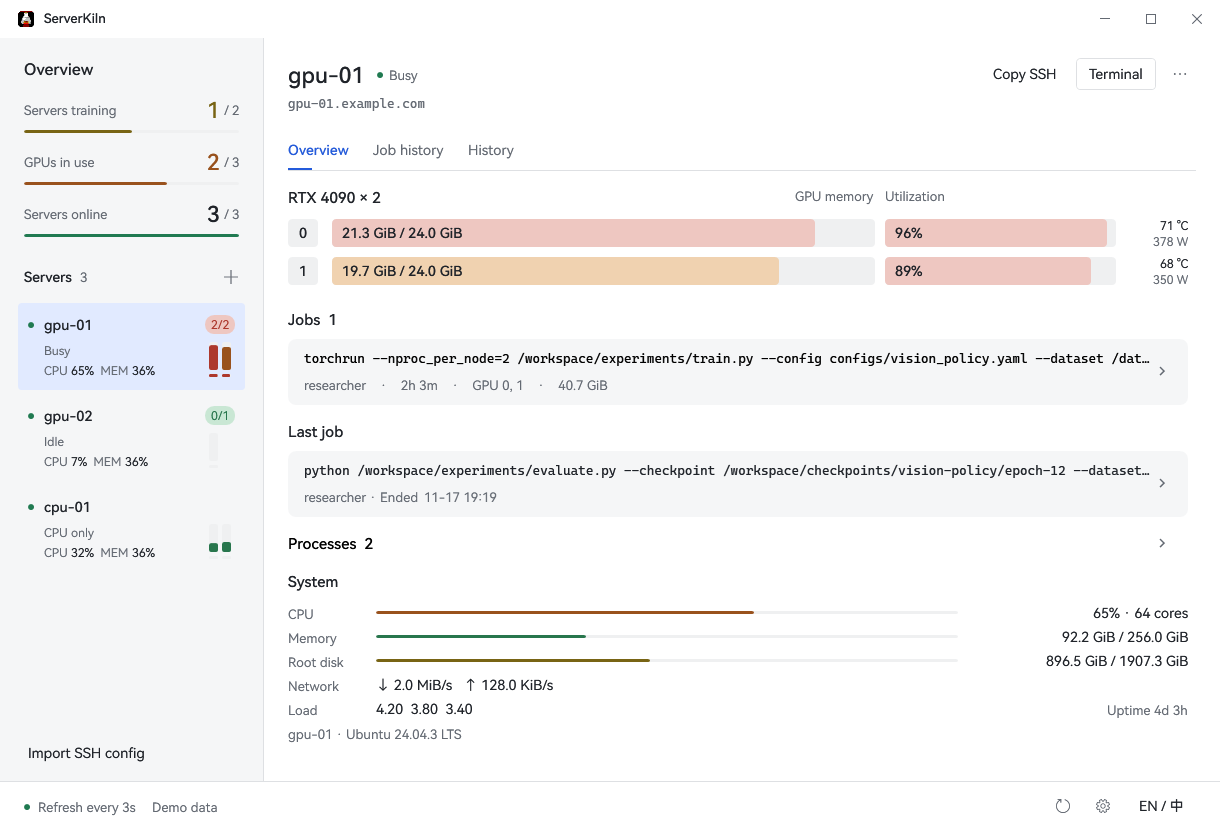 ServerKiln
Overview
Servers training 1 / 2
GPUs in use 2 / 3
Servers online 3 / 3
Servers 3
gpu-01 2/2
Busy
CPU 65% MEM 36%
gpu-02 0/1
Idle
CPU 7% MEM 36%
cpu-01
CPU only
CPU 32% MEM 36%
Import SSH config
gpu-01 Busy
gpu-01.example.com
Copy SSH Terminal ···
Overview Job history History
RTX 4090 × 2 GPU memory Utilization
0 21.3 GiB / 24.0 GiB 96% 71 ℃
378 W
1 19.7 GiB / 24.0 GiB 89% 68 ℃
350 W
Jobs 1
torchrun --nproc_per_node=2 /workspace/experiments/train.py --config configs/vision_policy.yaml --dataset /dat…
researcher · 2h 3m · GPU 0, 1 · 40.7 GiB
Last job
python /workspace/experiments/evaluate.py --checkpoint /workspace/checkpoints/vision-policy/epoch-12 --dataset…
researcher · Ended 11-17 19:19
Processes 2
System
CPU 65% · 64 cores
Memory 92.2 GiB / 256.0 GiB
Root disk 896.5 GiB / 1907.3 GiB
Network ↓ 2.0 MiB/s ↑ 128.0 KiB/s
Load 4.20 3.80 3.40 Uptime 4d 3h
gpu-01 · Ubuntu 24.04.3 LTS
Refresh every 3s Demo data EN / 中